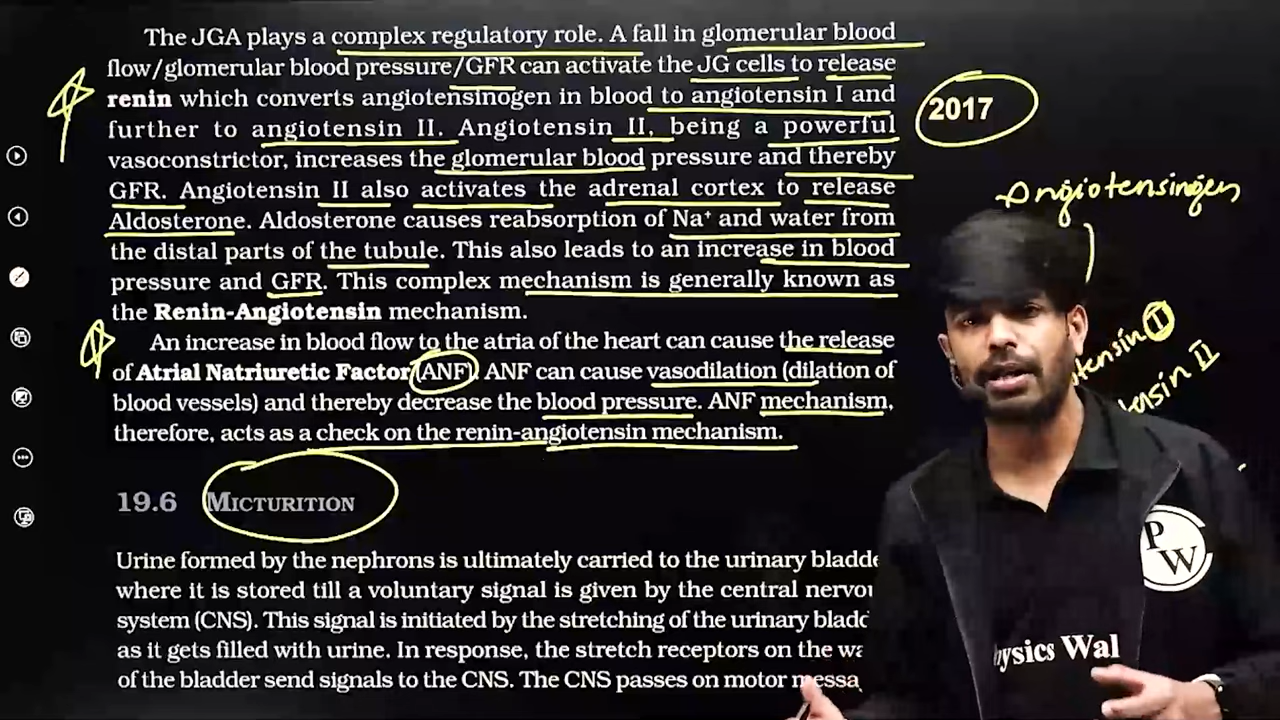 The JGA plays a complex regulatory role. A fall in glomerular blood
flow/glomerular blood pressure/GFR can activate the JG cells to release
renin which converts angiotensinogen in blood to angiotensin I and
further to angiotensin II. Angiotensin II, being a powerful
vasoconstrictor, increases the glomerular blood pressure and thereby
GFR. Angiotensin II also activates the adrenal cortex to release
Aldosterone. Aldosterone causes reabsorption of Na⁺ and water from
the distal parts of the tubule. This also leads to an increase in blood
pressure and GFR. This complex mechanism is generally known as
the Renin-Angiotensin mechanism.
An increase in blood flow to the atria of the heart can cause the release
of Atrial Natriuretic Factor (ANF). ANF can cause vasodilation (dilation of
blood vessels) and thereby decrease the blood pressure. ANF mechanism,
therefore, acts as a check on the renin-angiotensin mechanism.
19.6 MICTURITION
Urine formed by the nephrons is ultimately carried to the urinary bladde
where it is stored till a voluntary signal is given by the central nervou
system (CNS). This signal is initiated by the stretching of the urinary bladd
as it gets filled with urine. In response, the stretch receptors on the wa
of the bladder send signals to the CNS. The CNS passes on motor messa
2017
Angiotensingen
tensin I
tensin II
PW
hysics Wal